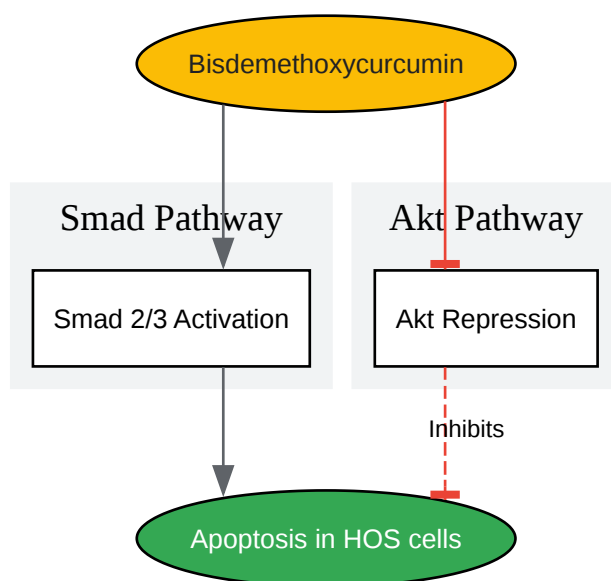 Bisdemethoxycurcumin
Smad Pathway
Akt Pathway
Smad 2/3 Activation
Akt Repression
Inhibits
Apoptosis in HOS cells